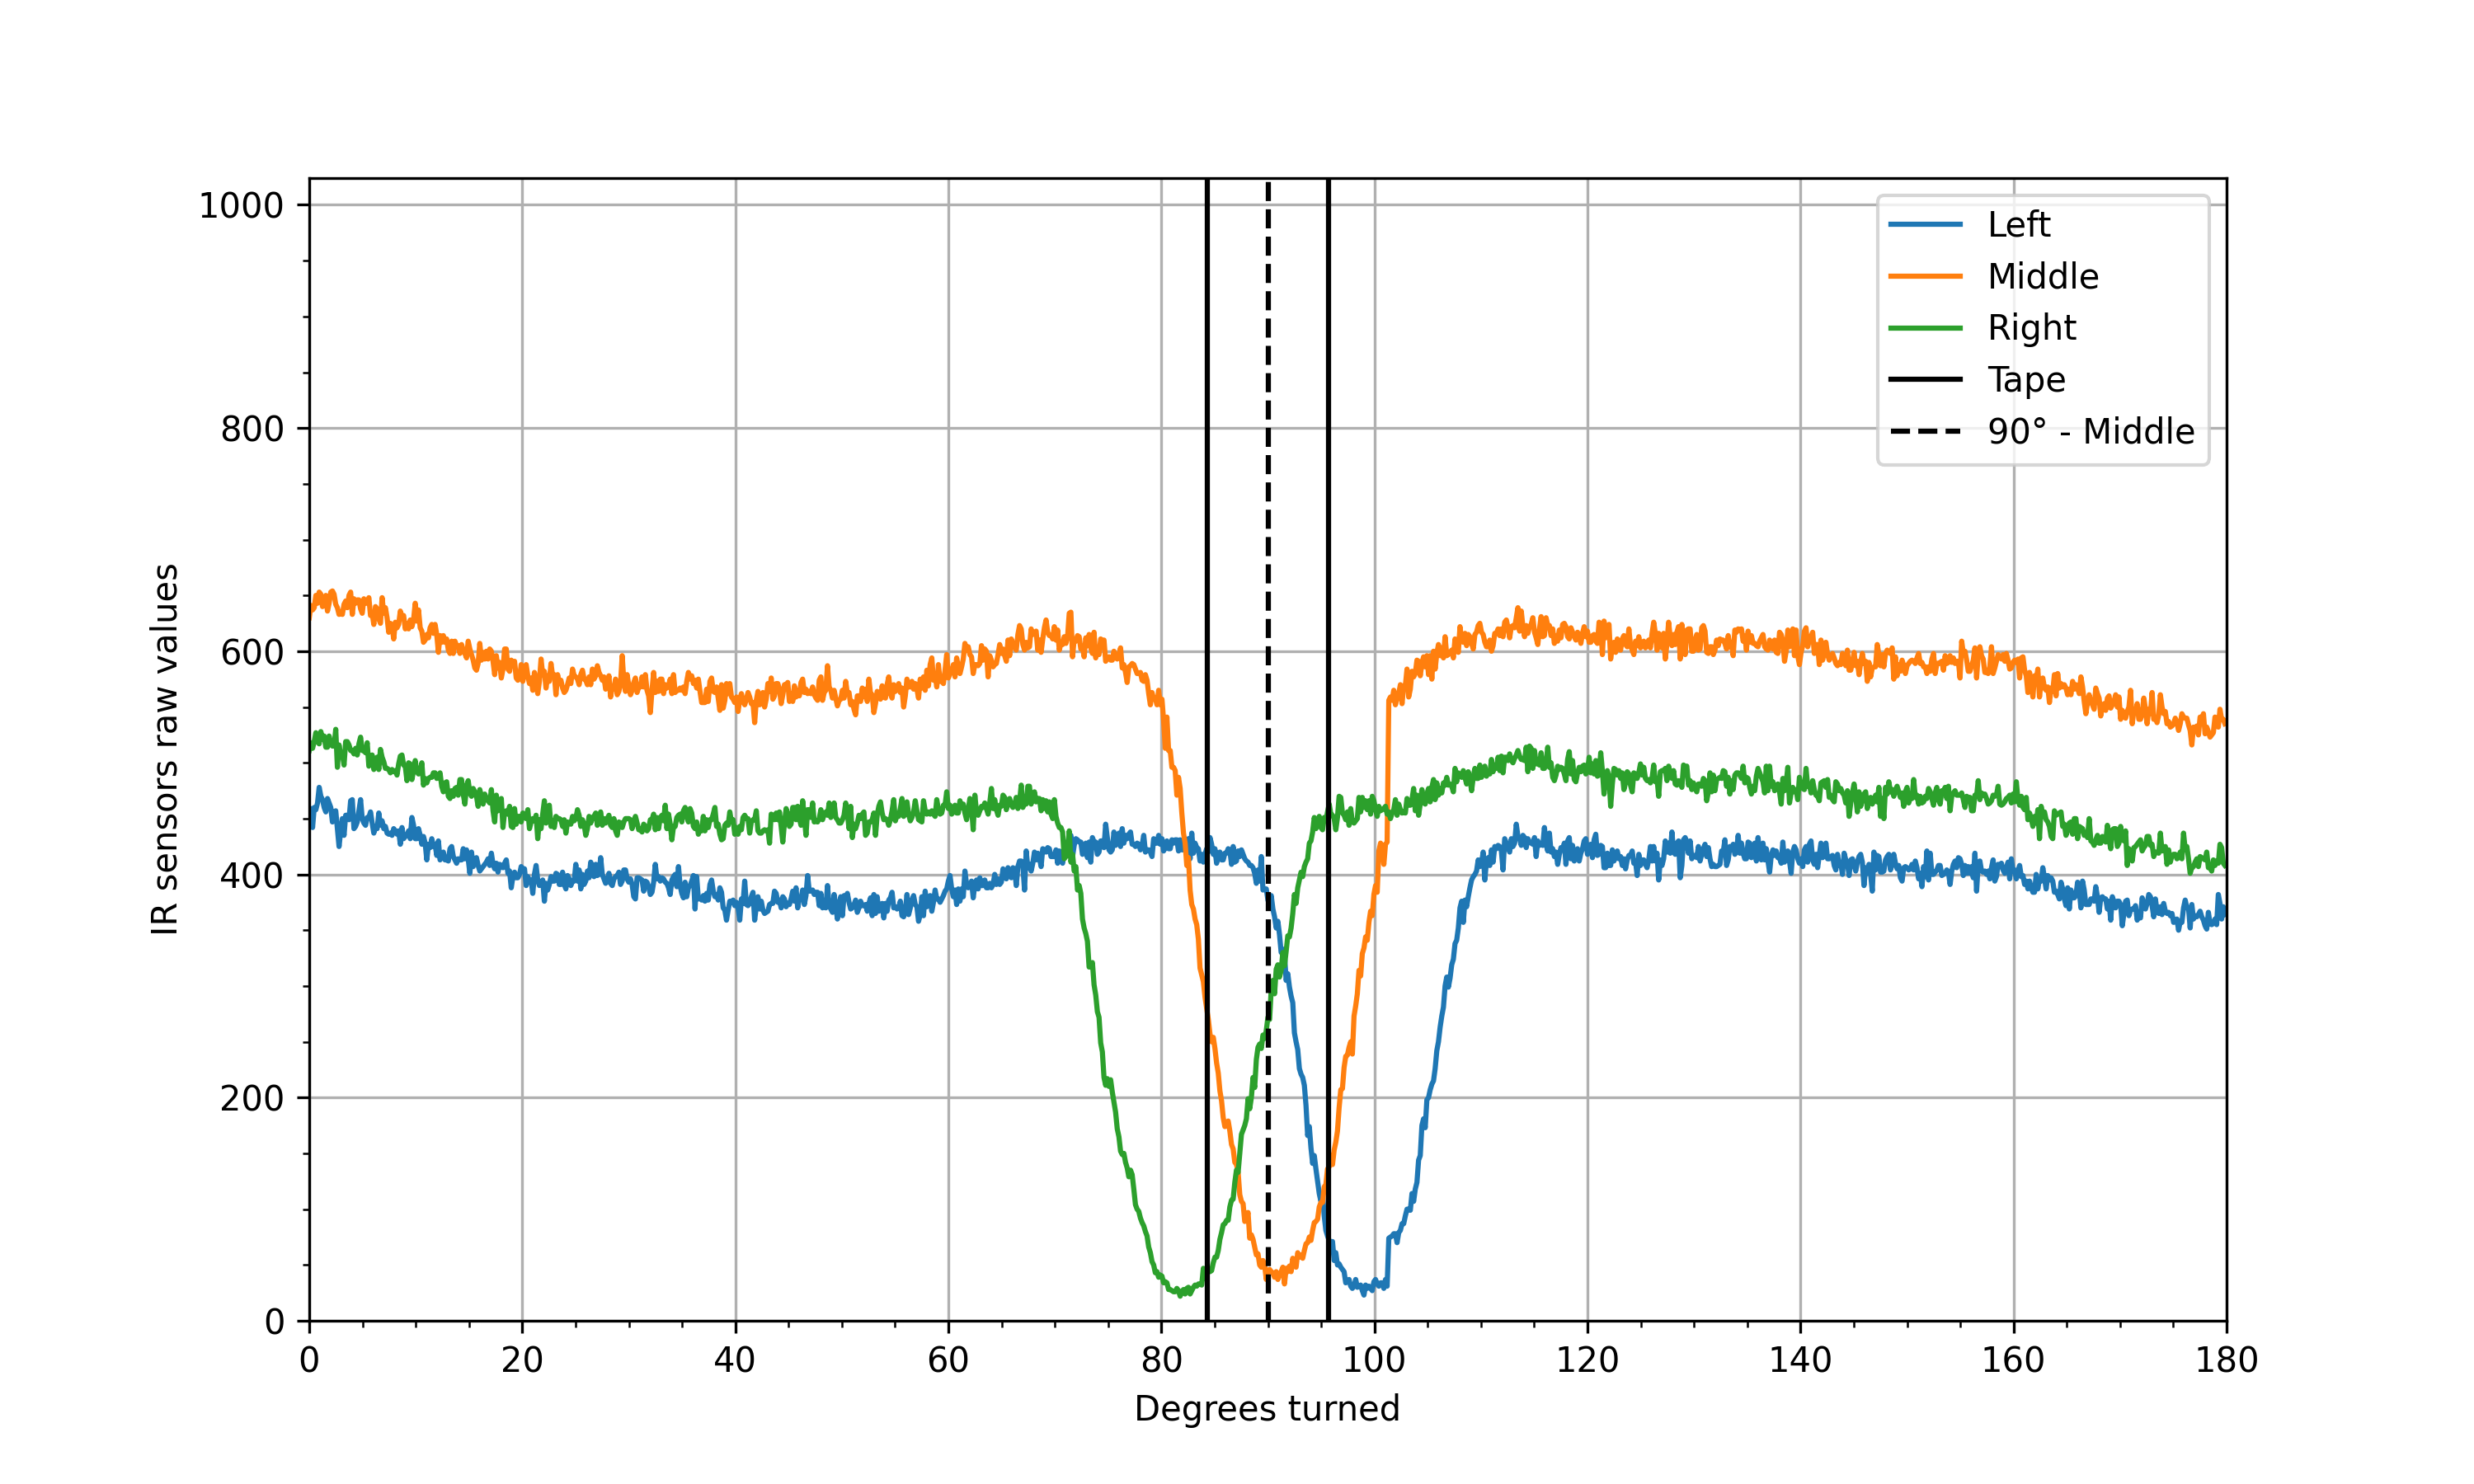 1000
800
600
400
200
0
IR sensors raw values
0 20 40 60 80 100 120 140 160 180
Degrees turned
Left
Middle
Right
Tape
90° - Middle